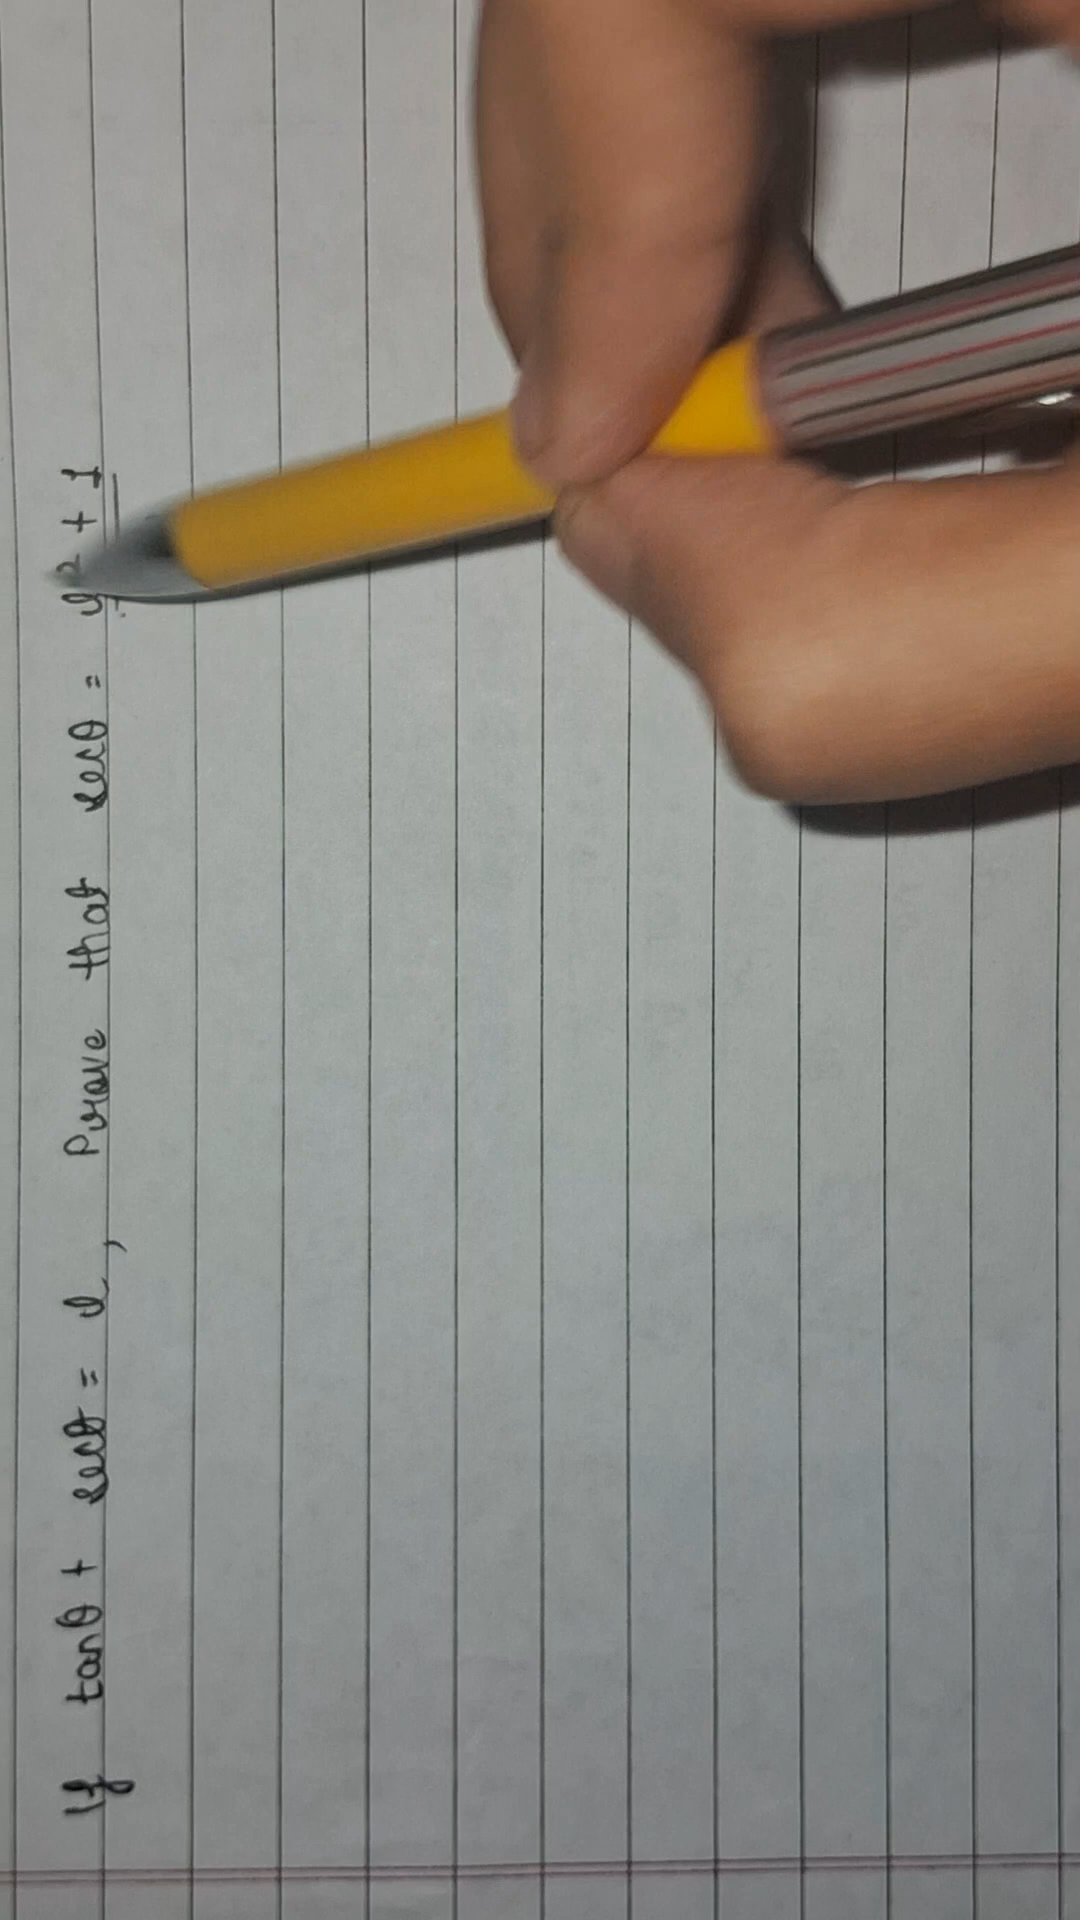 If tanθ + secθ = l, Prove that secθ = l² + 1